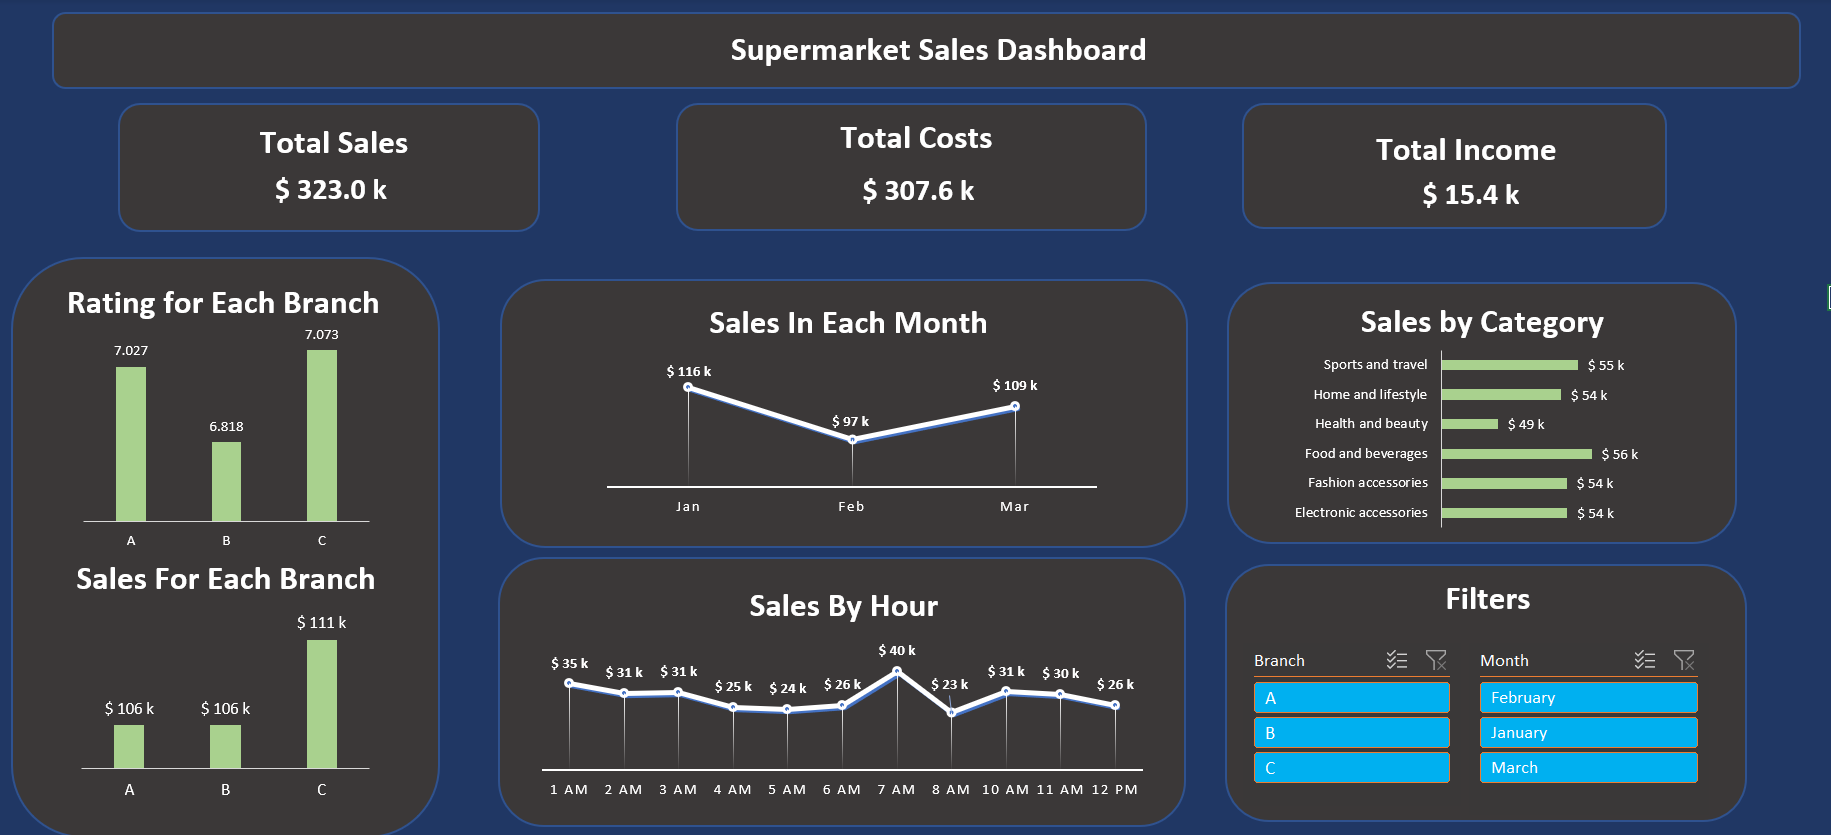 Supermarket Sales Dashboard
Total Sales
$ 323.0 k
Total Costs
$ 307.6 k
Total Income
$ 15.4 k
Rating for Each Branch
7.027
6.818
7.073
A
B
C
Sales For Each Branch
$ 106 k
$ 106 k
$ 111 k
A
B
C
Sales In Each Month
$ 116 k
$ 97 k
$ 109 k
Jan
Feb
Mar
Sales By Hour
$ 35 k
$ 31 k
$ 31 k
$ 25 k
$ 24 k
$ 26 k
$ 40 k
$ 23 k
$ 31 k
$ 30 k
$ 26 k
1 AM
2 AM
3 AM
4 AM
5 AM
6 AM
7 AM
8 AM
10 AM
11 AM
12 PM
Sales by Category
Sports and travel $ 55 k
Home and lifestyle $ 54 k
Health and beauty $ 49 k
Food and beverages $ 56 k
Fashion accessories $ 54 k
Electronic accessories $ 54 k
Filters
Branch
A
B
C
Month
February
January
March